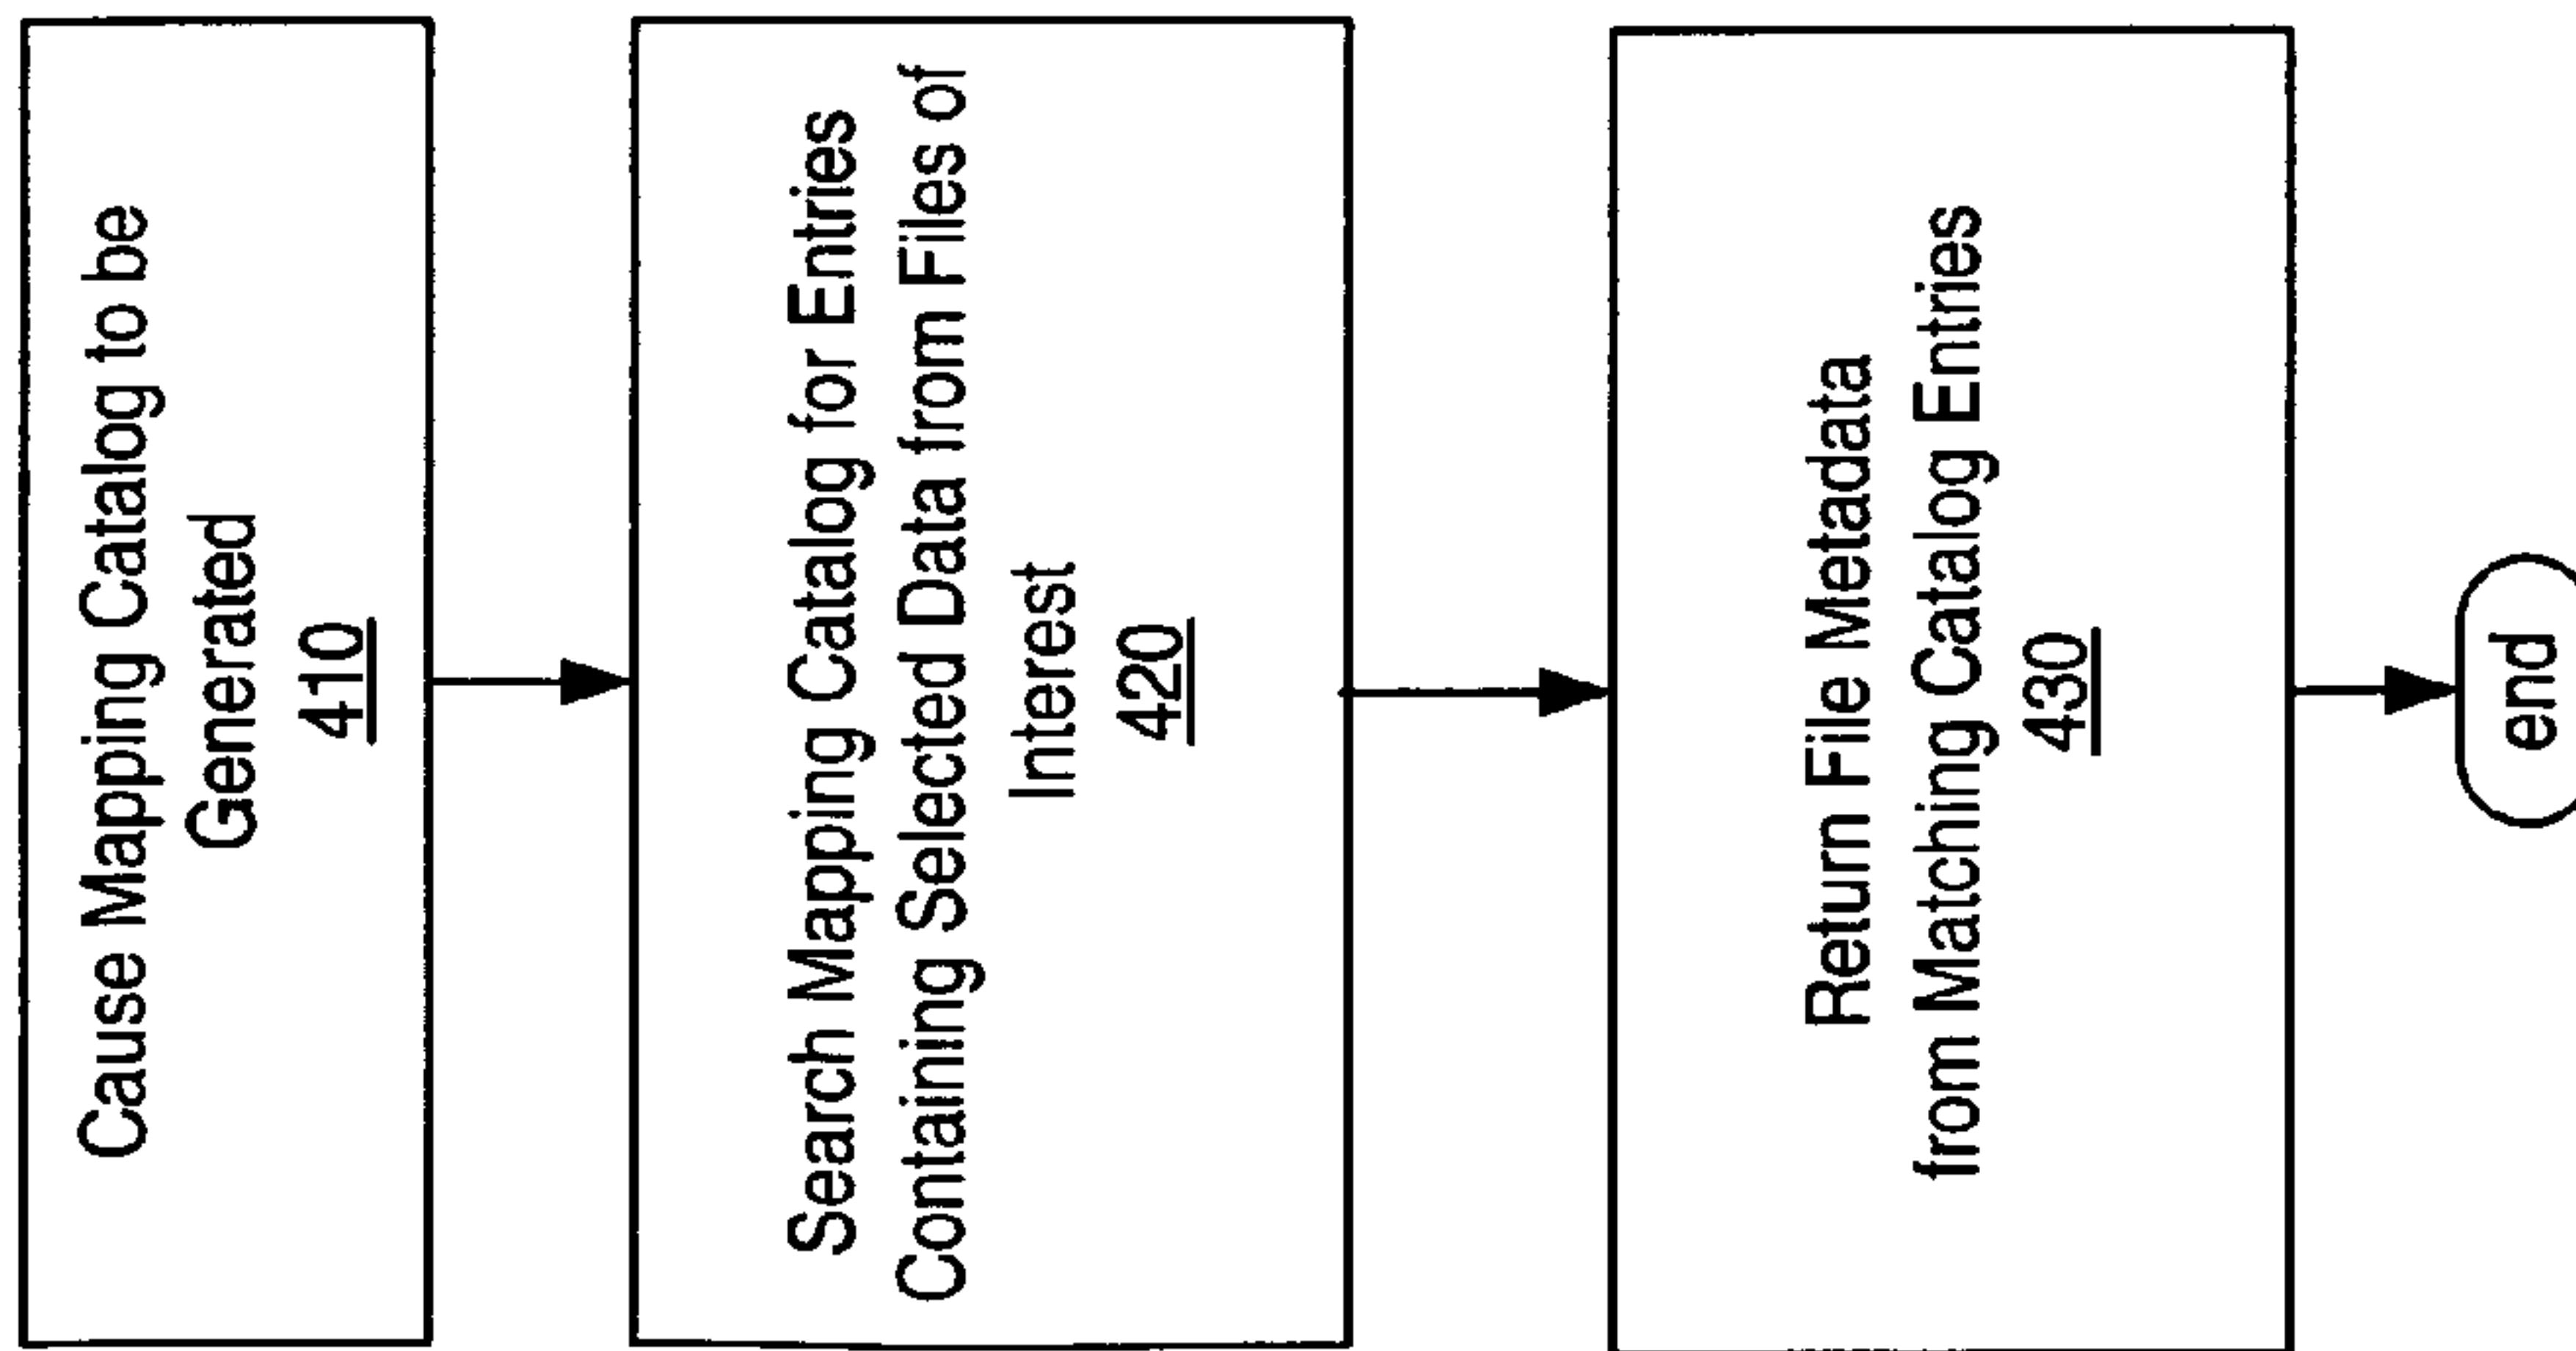 Cause Mapping Catalog to be
Generated
410
Search Mapping Catalog for Entries
Containing Selected Data from Files of
Interest
420
Return File Metadata
from Matching Catalog Entries
430
end